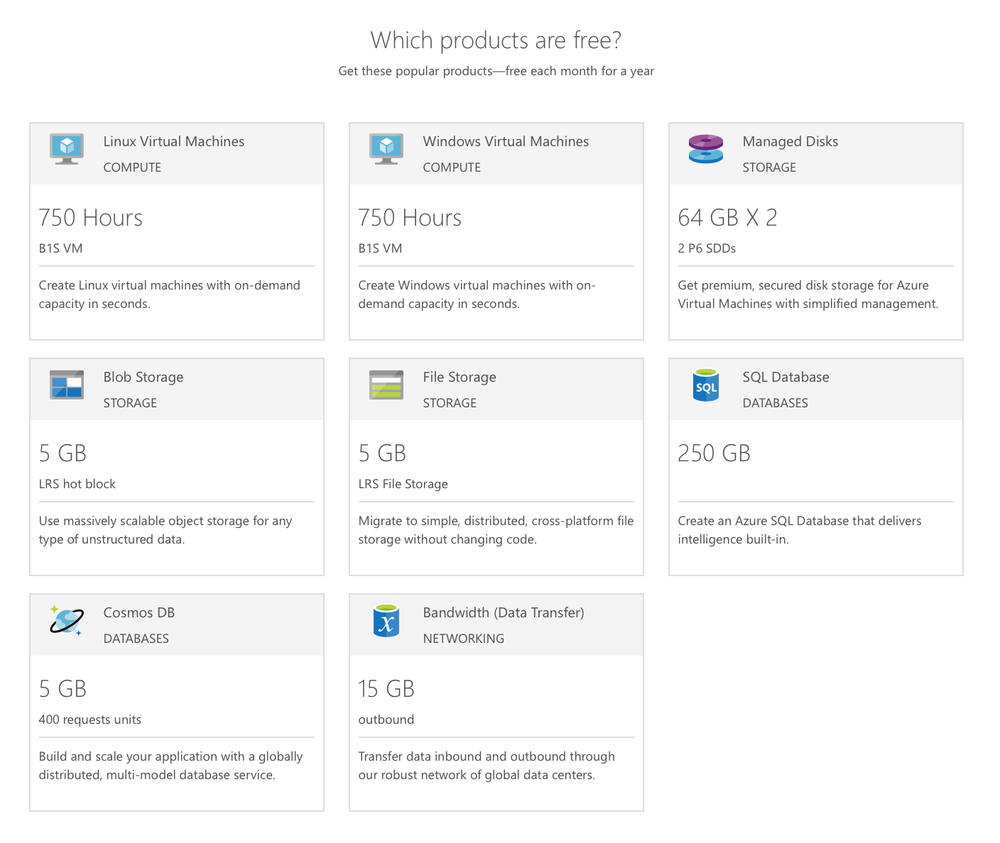 Which products are free?
Get these popular products—free each month for a year
Linux Virtual Machines
COMPUTE
750 Hours
B1S VM
Create Linux virtual machines with on-demand
capacity in seconds.
Windows Virtual Machines
COMPUTE
750 Hours
B1S VM
Create Windows virtual machines with on-
demand capacity in seconds.
Managed Disks
STORAGE
64 GB X 2
2 P6 SDDs
Get premium, secured disk storage for Azure
Virtual Machines with simplified management.
Blob Storage
STORAGE
5 GB
LRS hot block
Use massively scalable object storage for any
type of unstructured data.
File Storage
STORAGE
5 GB
LRS File Storage
Migrate to simple, distributed, cross-platform file
storage without changing code.
SQL
SQL Database
DATABASES
250 GB
Create an Azure SQL Database that delivers
intelligence built-in.
Cosmos DB
DATABASES
5 GB
400 requests units
Build and scale your application with a globally
distributed, multi-model database service.
x
Bandwidth (Data Transfer)
NETWORKING
15 GB
outbound
Transfer data inbound and outbound through
our robust network of global data centers.